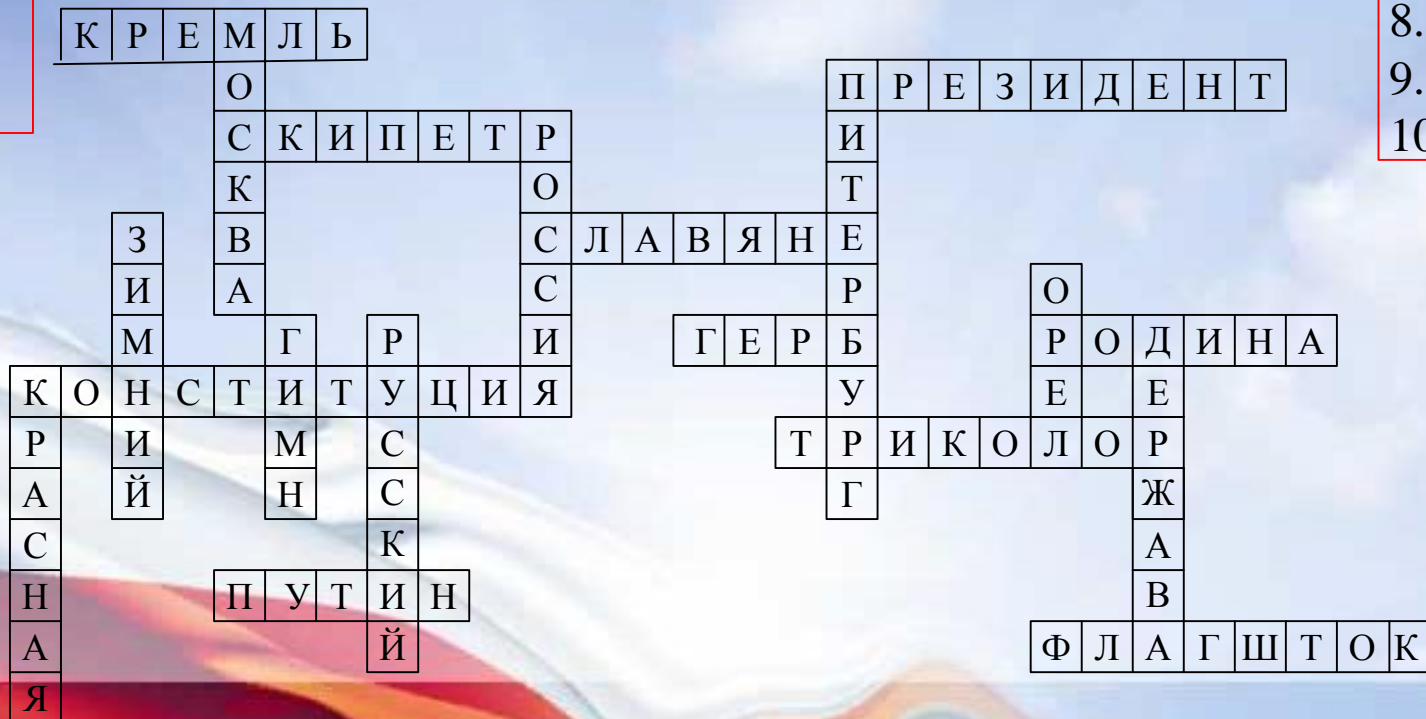 КРЕМЛЬ
МОСКВА
СКИПЕТР
РОССИЯ
СЛАВЯНЕ
ПРЕЗИДЕНТ
ПИТЕРБУРГ
ЗИМНИЙ
ГИМН
РУССКИЙ
ГЕРБ
ОРЕЛ
РОДИНА
ДЕРЖАВА
КОНСТИТУЦИЯ
КРАСНАЯ
ТРИКОЛОР
ПУТИН
ФЛАГШТОК
8.
9.
10